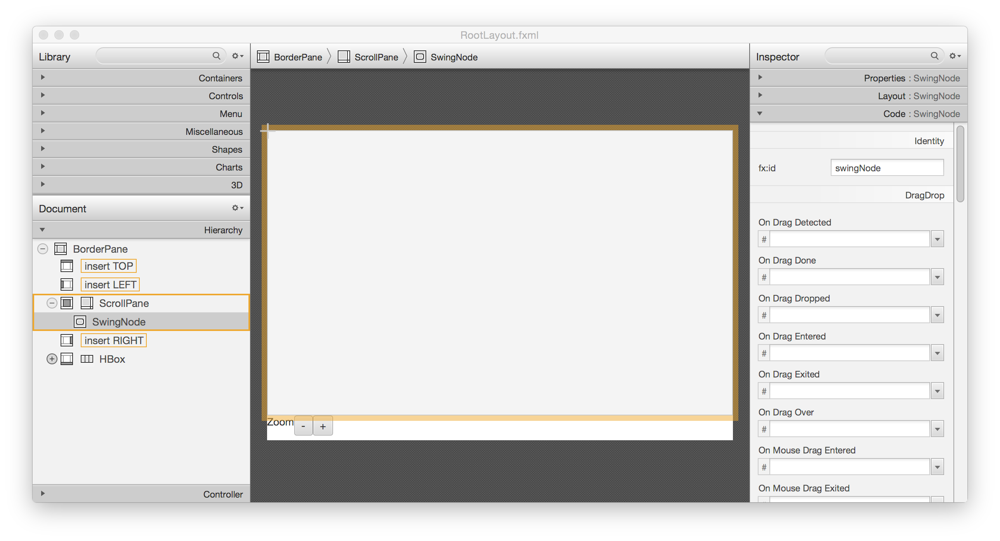 RootLayout.fxml
Library
Containers
Controls
Menu
Miscellaneous
Shapes
Charts
3D
Document
Hierarchy
BorderPane
insert TOP
insert LEFT
ScrollPane
SwingNode
insert RIGHT
HBox
Controller
BorderPane ScrollPane SwingNode
Zoom - +
Inspector
Properties : SwingNode
Layout : SwingNode
Code : SwingNode
Identity
fx:id swingNode
DragDrop
On Drag Detected
#
On Drag Done
#
On Drag Dropped
#
On Drag Entered
#
On Drag Exited
#
On Drag Over
#
On Mouse Drag Entered
#
On Mouse Drag Exited